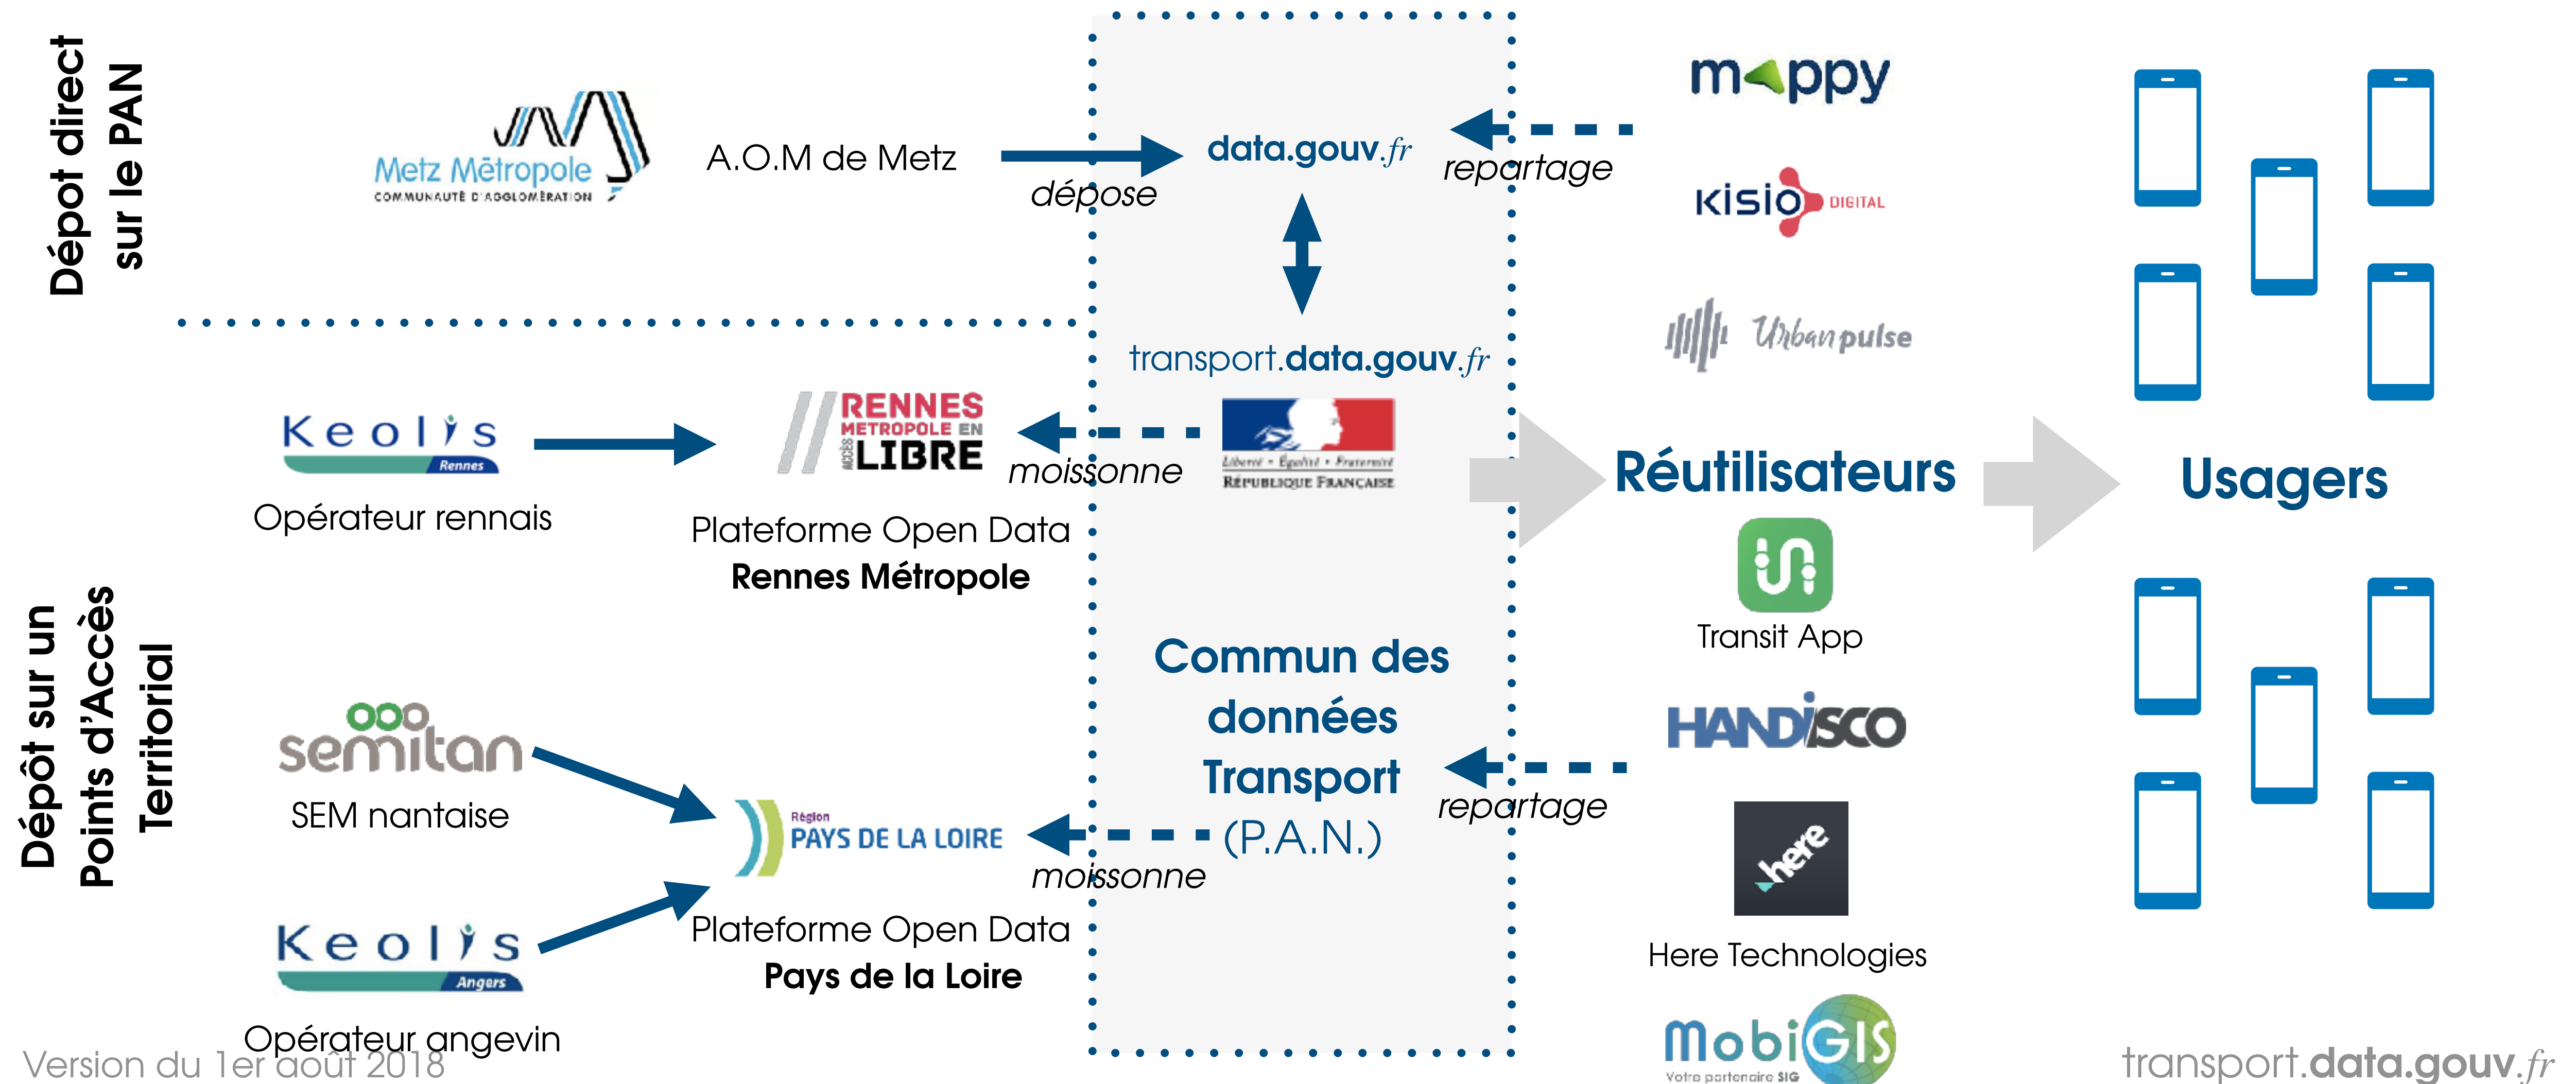 Dépot direct
sur le PAN
Metz Métropole
COMMUNAUTÉ D'AGGLOMÉRATION
A.O.M de Metz
dépose
data.gouv.fr
repartage
transport.data.gouv.fr
Liberté • Égalité • Fraternité
RÉPUBLIQUE FRANÇAISE
Dépôt sur un
Points d'Accès
Territorial
Keolis
Rennes
Opérateur rennais
RENNES
METROPOLE EN
ACCÈS
LIBRE
moissonne
Plateforme Open Data
Rennes Métropole
semitan
SEM nantaise
Keolis
Angers
Opérateur angevin
Région
PAYS DE LA LOIRE
moissonne
Plateforme Open Data
Pays de la Loire
Commun des
données
Transport
(P.A.N.)
repartage
mappy
KISIO DIGITAL
Urban pulse
Réutilisateurs
Transit App
HANDISCO
here
Here Technologies
MobiGIS
Votre partenaire SIG
Usagers
Version du 1er août 2018
transport.data.gouv.fr